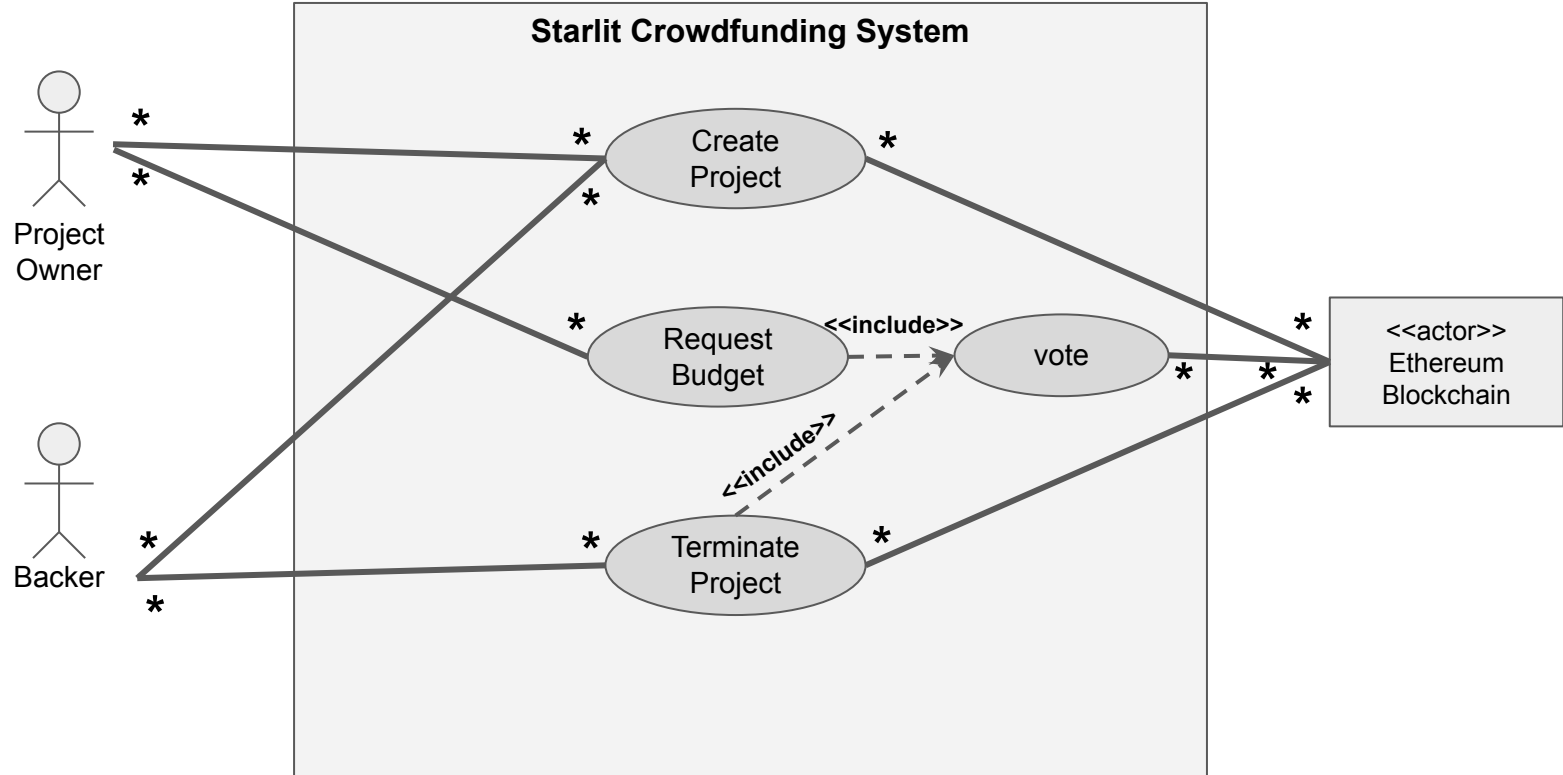 Starlit Crowdfunding System
*
*
*
Create
Project
*
*
*
Project
Owner
*
*
Request
Budget
<<include>>
vote
*
*
*
<<actor>>
Ethereum
Blockchain
<<include>>
*
*
*
*
Terminate
Project
Backer
*